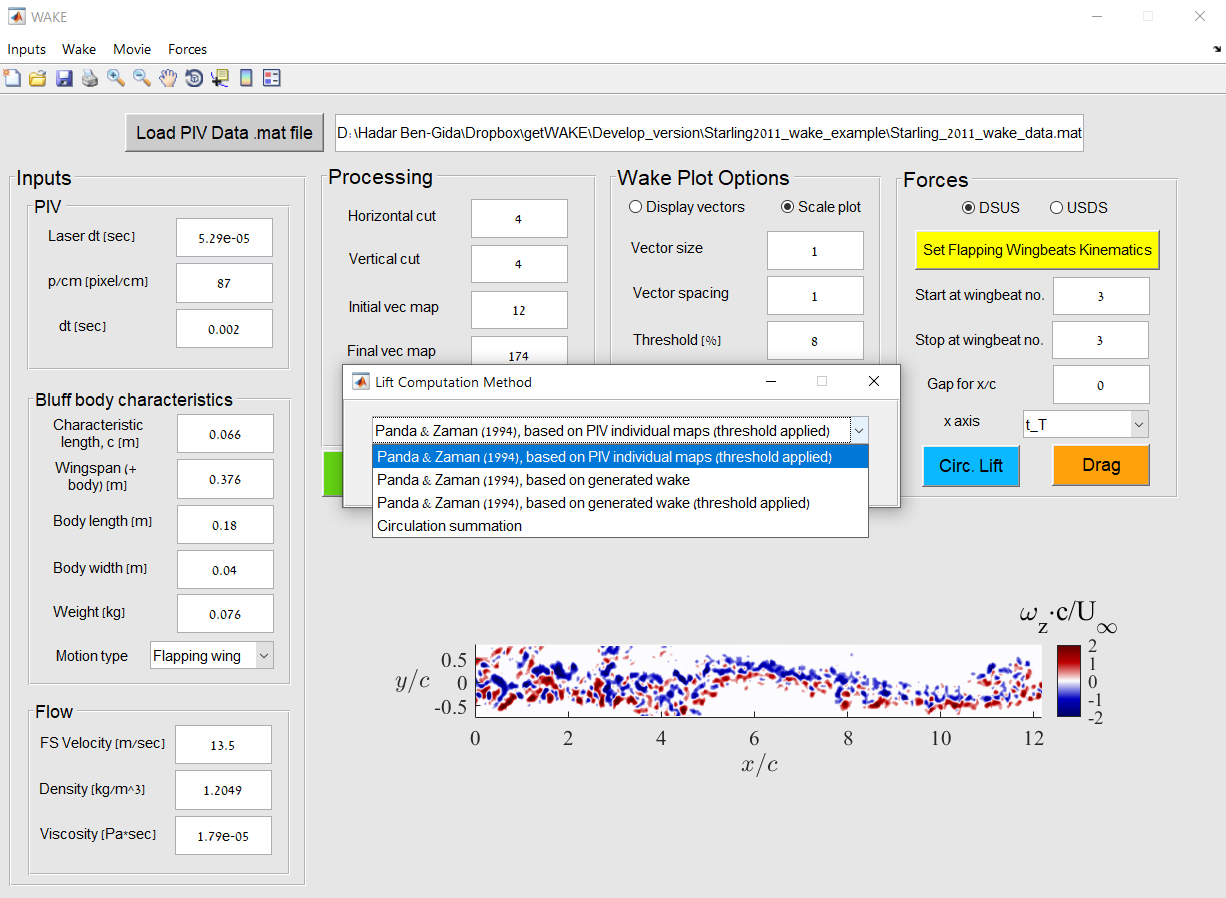 WAKE
Inputs Wake Movie Forces
Load PIV Data .mat file
D:\Hadar Ben-Gida\Dropbox\getWAKE\Develop_version\Starling2011_wake_example\Starling_2011_wake_data.mat
Inputs
PIV
Laser dt [sec] 5.29e-05
p/cm [pixel/cm] 87
dt [sec] 0.002
Bluff body characteristics
Characteristic
length, c [m] 0.066
Wingspan (+
body) [m] 0.376
Body length [m] 0.18
Body width [m] 0.04
Weight [kg] 0.076
Motion type Flapping wing
Flow
FS Velocity [m/sec] 13.5
Density [kg/m^3] 1.2049
Viscosity [Pa*sec] 1.79e-05
Processing
Horizontal cut 4
Vertical cut 4
Initial vec map 12
Final vec map 174
Wake Plot Options
Display vectors Scale plot
Vector size 1
Vector spacing 1
Threshold [%] 8
Forces
DSUS USDS
Set Flapping Wingbeats Kinematics
Start at wingbeat no. 3
Stop at wingbeat no. 3
Gap for x/c 0
x axis t_T
Circ. Lift Drag
Lift Computation Method
Panda & Zaman (1994), based on PIV individual maps (threshold applied)
Panda & Zaman (1994), based on PIV individual maps (threshold applied)
Panda & Zaman (1994), based on generated wake
Panda & Zaman (1994), based on generated wake (threshold applied)
Circulation summation
ω_z·c/U_∞
2
1
0
-1
-2
y/c
0.5
0
-0.5
0 2 4 6 8 10 12
x/c